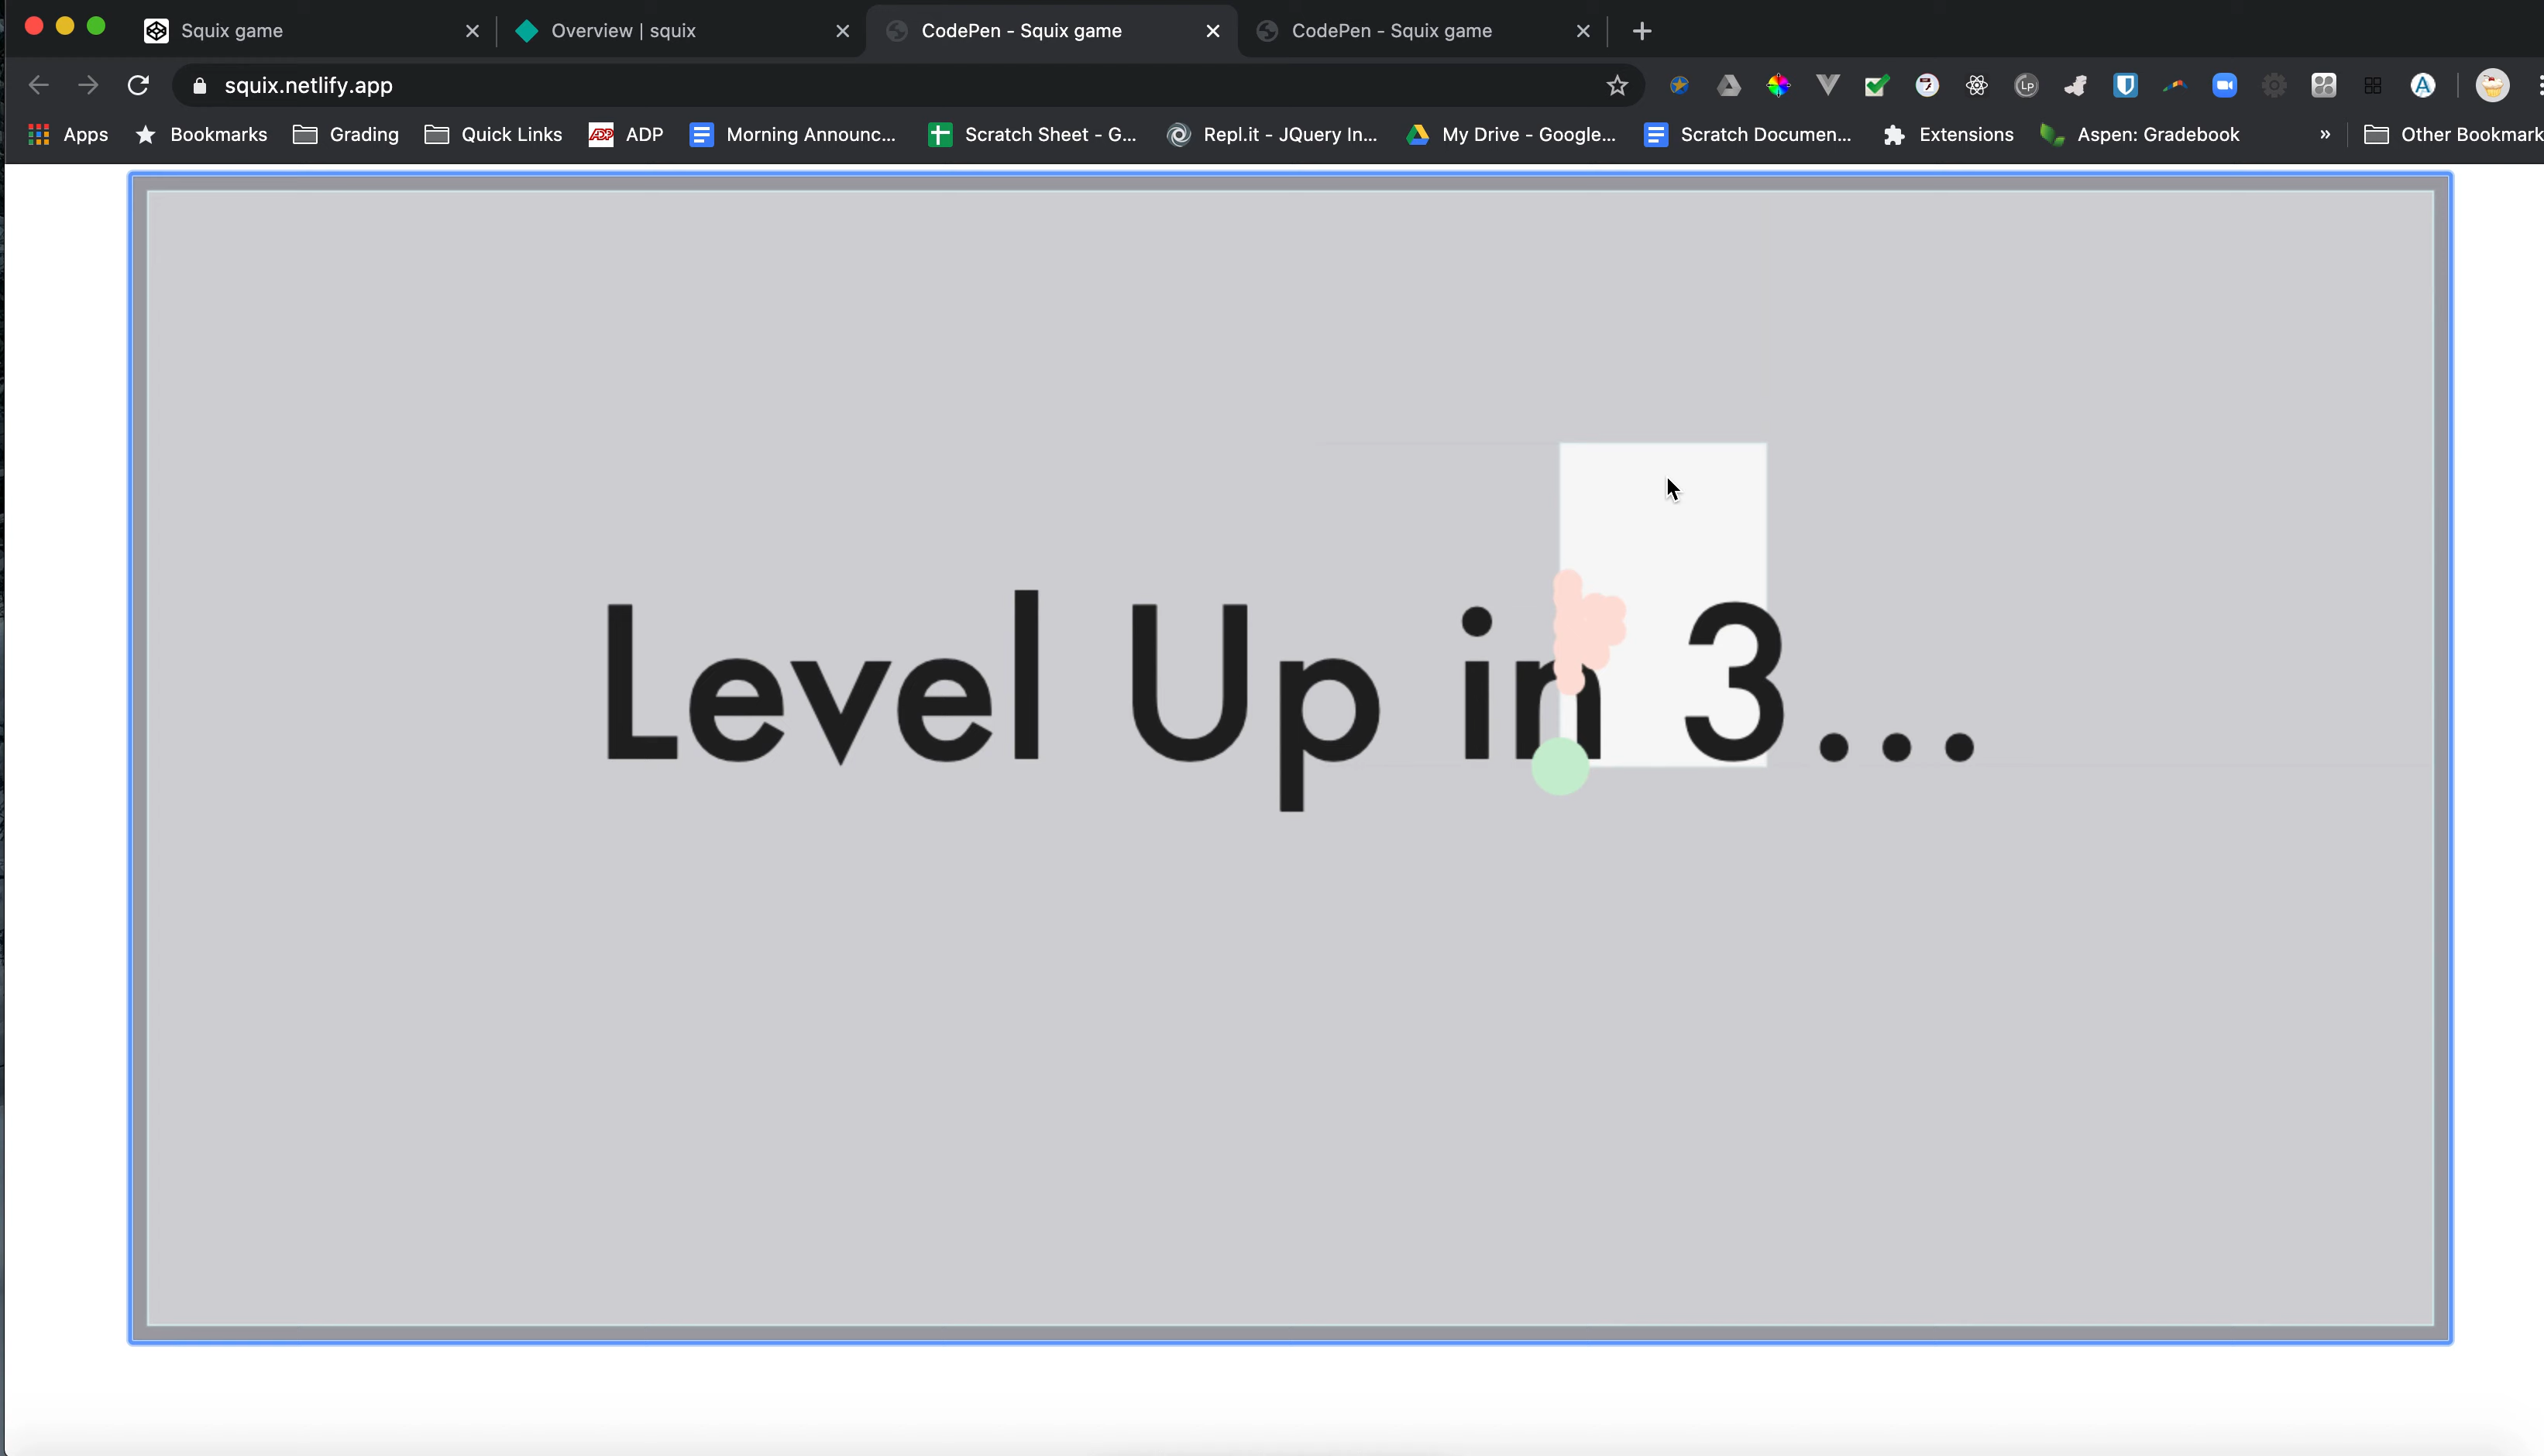 Squix game
Overview | squix
CodePen - Squix game
CodePen - Squix game
squix.netlify.app
LP
A
Apps
Bookmarks
Grading
Quick Links
ADP ADP
Morning Announc...
Scratch Sheet - G...
Repl.it - JQuery In...
My Drive - Google...
Scratch Documen...
Extensions
Aspen: Gradebook
»
Other Bookmark
Level Up in 3...